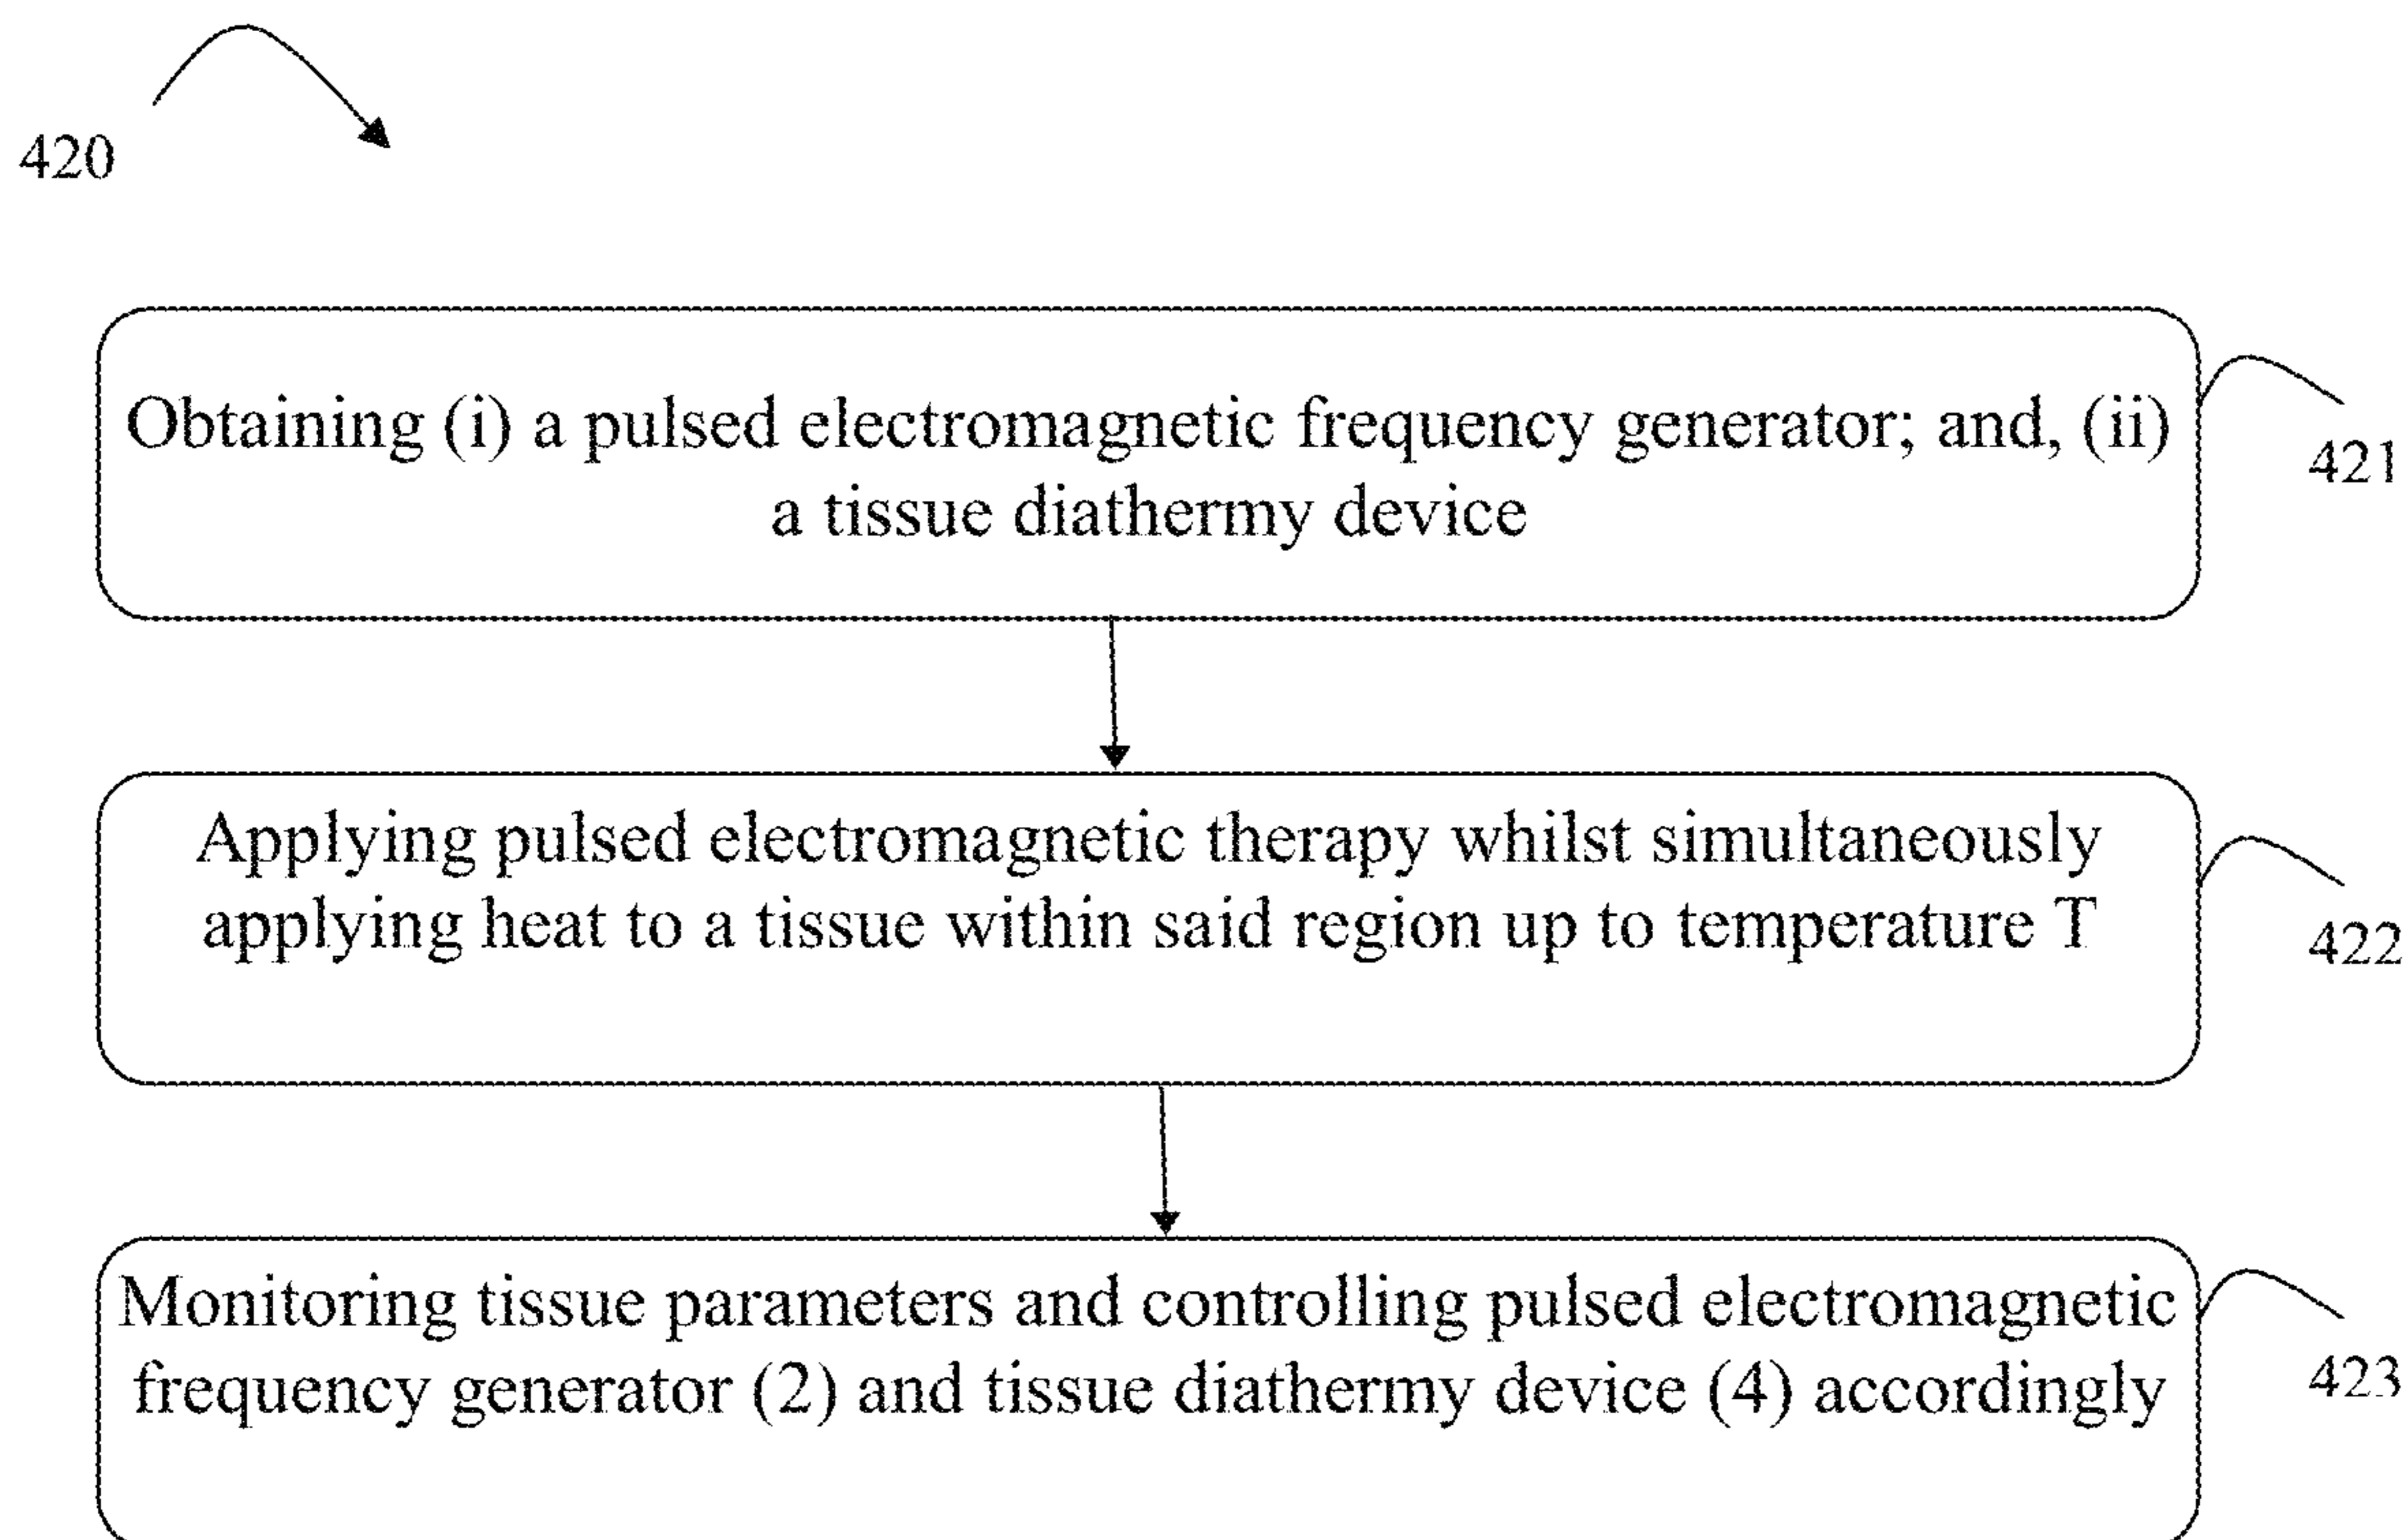 420
Obtaining (i) a pulsed electromagnetic frequency generator; and, (ii)
a tissue diathermy device
421
Applying pulsed electromagnetic therapy whilst simultaneously
applying heat to a tissue within said region up to temperature T
422
Monitoring tissue parameters and controlling pulsed electromagnetic
frequency generator (2) and tissue diathermy device (4) accordingly
423